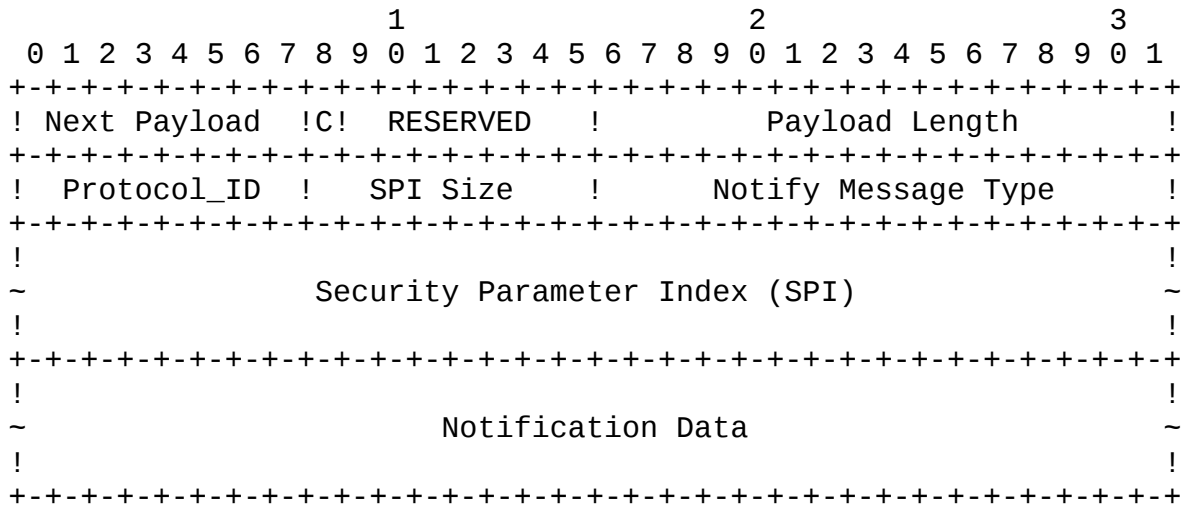 1                   2                   3
 0 1 2 3 4 5 6 7 8 9 0 1 2 3 4 5 6 7 8 9 0 1 2 3 4 5 6 7 8 9 0 1
+-+-+-+-+-+-+-+-+-+-+-+-+-+-+-+-+-+-+-+-+-+-+-+-+-+-+-+-+-+-+-+-+
! Next Payload  !C!  RESERVED   !         Payload Length        !
+-+-+-+-+-+-+-+-+-+-+-+-+-+-+-+-+-+-+-+-+-+-+-+-+-+-+-+-+-+-+-+-+
!  Protocol_ID  !   SPI Size    !      Notify Message Type      !
+-+-+-+-+-+-+-+-+-+-+-+-+-+-+-+-+-+-+-+-+-+-+-+-+-+-+-+-+-+-+-+-+
!                                                               !
~                Security Parameter Index (SPI)                 ~
!                                                               !
+-+-+-+-+-+-+-+-+-+-+-+-+-+-+-+-+-+-+-+-+-+-+-+-+-+-+-+-+-+-+-+-+
!                                                               !
~                       Notification Data                       ~
!                                                               !
+-+-+-+-+-+-+-+-+-+-+-+-+-+-+-+-+-+-+-+-+-+-+-+-+-+-+-+-+-+-+-+-+